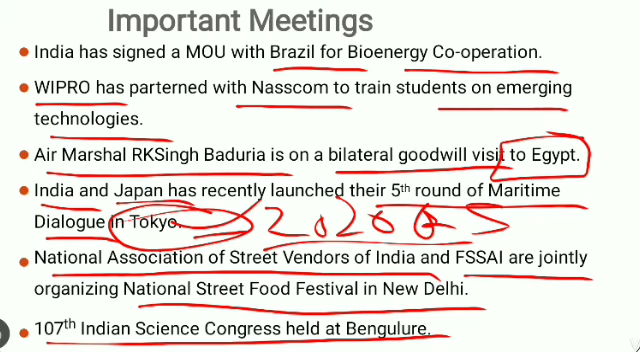 Important Meetings
India has signed a MOU with Brazil for Bioenergy Co-operation.
WIPRO has parterned with Nasscom to train students on emerging
technologies.
Air Marshal RKSingh Baduria is on a bilateral goodwill visit to Egypt.
India and Japan has recently launched their 5th round of Maritime
Dialogue in Tokyo.
National Association of Street Vendors of India and FSSAI are jointly
organizing National Street Food Festival in New Delhi.
107th Indian Science Congress held at Bengulure.